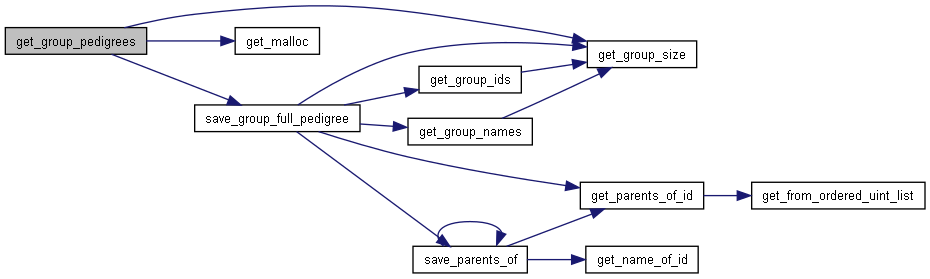 get_group_pedigrees
get_malloc
get_group_size
get_group_ids
save_group_full_pedigree
get_group_names
get_parents_of_id
get_from_ordered_uint_list
save_parents_of
get_name_of_id